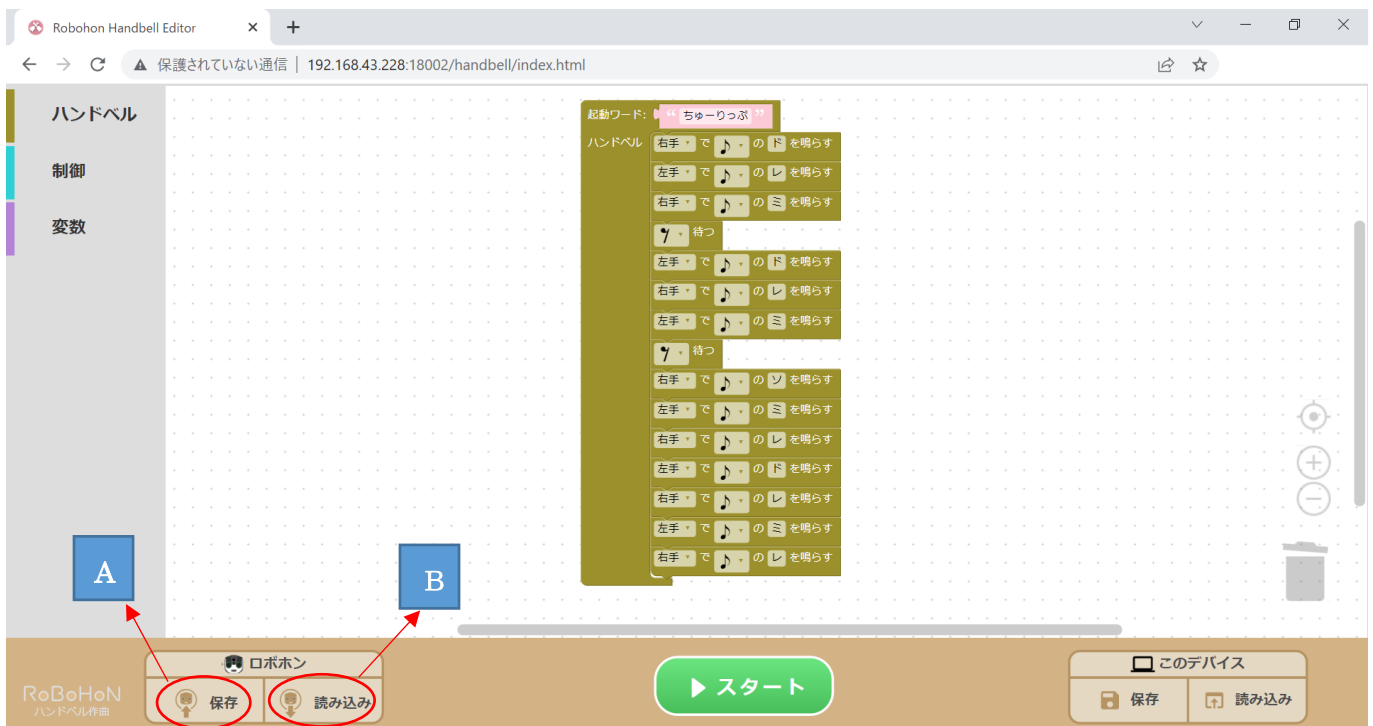 Robohon Handbell Editor
保護されていない通信 | 192.168.43.228:18002/handbell/index.html
ハンドベル
制御
変数
起動ワード: “ ちゅーりっぷ ”
ハンドベル
右手 で ♪ の ド を鳴らす
左手 で ♪ の レ を鳴らす
右手 で ♪ の ミ を鳴らす
待つ
左手 で ♪ の ド を鳴らす
右手 で ♪ の レ を鳴らす
左手 で ♪ の ミ を鳴らす
待つ
右手 で ♪ の ソ を鳴らす
左手 で ♪ の ミ を鳴らす
右手 で ♪ の レ を鳴らす
左手 で ♪ の ド を鳴らす
右手 で ♪ の レ を鳴らす
左手 で ♪ の ミ を鳴らす
右手 で ♪ の レ を鳴らす
A
B
RoBoHoN
ハンドベル作曲
ロボホン
保存
読み込み
スタート
このデバイス
保存
読み込み